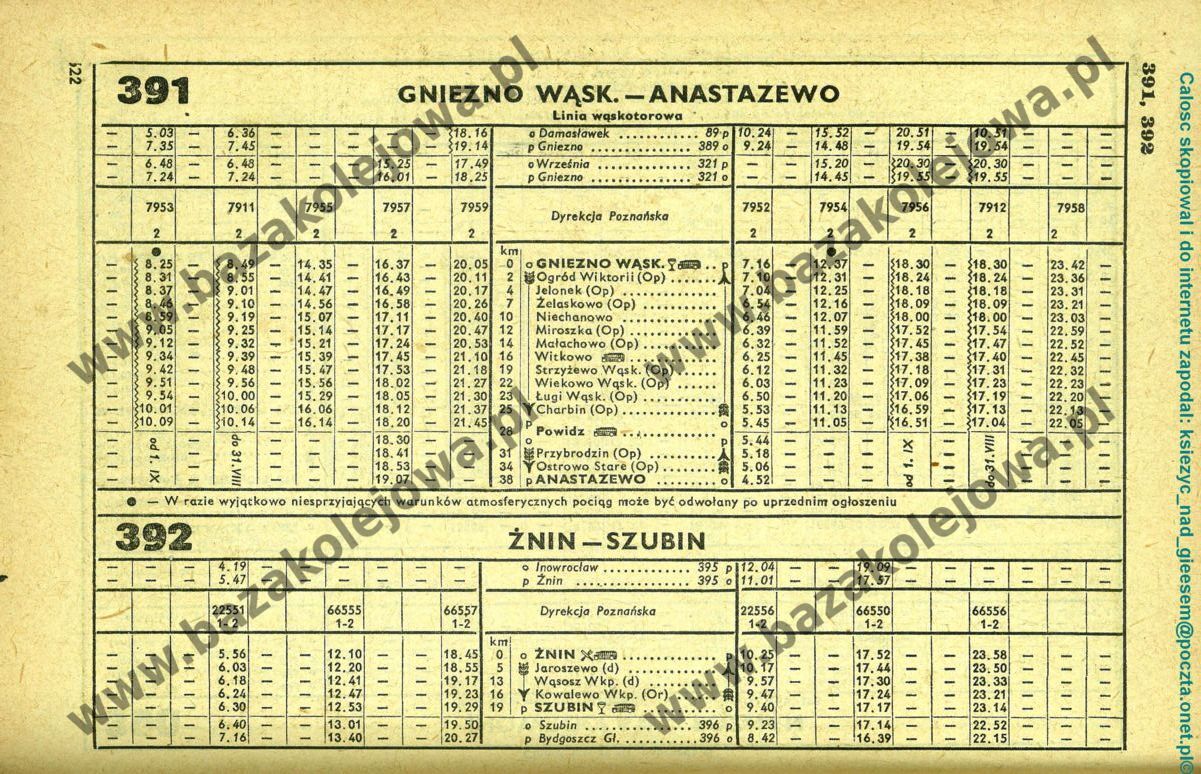 522
391, 392
391
GNIEZNO WĄSK. — ANASTAZEWO
Linia wąskotorowa
— 5.03 — 6.36 — — — — — 18.16 o Damasławek 89 p 10.24 — 15.52 — 20.51 — 10.51 — — —
— 7.35 — 7.45 — — — — — 19.14 p Gniezno 389 o 9.24 — 14.48 — 19.54 — 19.54 — — —
— 6.48 — 6.48 — — — 15.25 — 17.49 o Września 321 p — — 15.20 — 20.30 — 20.30 — — —
— 7.24 — 7.24 — — — 16.01 — 18.25 p Gniezno 321 o — — 14.45 — 19.55 — 19.55 — — —
7953 7911 7955 7957 7959 Dyrekcja Poznańska 7952 7954 7956 7912 7958
2 2 2 2 2 2 2 2 2 2
km
8.25 8.49 14.35 16.37 20.05 0 o GNIEZNO WĄSK. p 7.16 12.37 18.30 18.30 23.42
8.31 8.55 14.41 16.43 20.11 2 Ogród Wiktorii (Op) 7.10 12.31 18.24 18.24 23.36
8.37 9.01 14.47 16.49 20.17 4 Jelonek (Op) 7.04 12.25 18.18 18.18 23.31
8.46 9.10 14.56 16.58 20.26 7 Żelaskowo (Op) 6.54 12.16 18.09 18.09 23.21
8.59 9.19 15.07 17.11 20.40 10 Niechanowo 6.46 12.07 18.00 18.00 23.03
9.05 9.25 15.14 17.17 20.47 12 Miroszka (Op) 6.39 11.59 17.52 17.54 22.59
9.12 9.32 15.21 17.24 20.53 14 Małachowo (Op) 6.32 11.52 17.45 17.47 22.52
9.34 9.39 15.39 17.45 21.10 16 Witkowo 6.25 11.45 17.38 17.40 22.45
9.42 9.48 15.47 17.53 21.18 19 Strzyżewo Wąsk. (Op) 6.12 11.32 17.18 17.31 22.32
9.51 9.56 15.56 18.02 21.27 22 Wiekowo Wąsk. (Op) 6.03 11.23 17.09 17.23 22.23
9.54 10.00 15.29 18.05 21.30 23 Ługi Wąsk. (Op) 6.50 11.20 17.06 17.19 22.20
10.01 10.06 16.06 18.12 21.37 25 Charbin (Op) 5.53 11.13 16.59 17.13 22.13
10.09 10.14 16.14 18.20 21.45 28 p Powidz o 5.45 11.05 16.51 17.04 22.05
18.30 o p 5.44
18.41 31 Przybrodzin (Op) 5.18
18.53 34 Ostrowo Stare (Op) 5.06
19.07 38 p ANASTAZEWO o 4.52
od 1. IX
do 31.VIII
od 1. IX
do 31.VIII
● — W razie wyjątkowo niesprzyjających warunków atmosferycznych pociąg może być odwołany po uprzednim ogłoszeniu
392
ŻNIN — SZUBIN
— — — 4.19 — — — — — — o Inowrocław 395 p 12.04 — — 19.09 — — — — — —
— — — 5.47 — — — — — — p Żnin 395 o 11.01 — — 17.57 — — — — — —
22551 66555 66557 Dyrekcja Poznańska 22556 66550 66556
1-2 1-2 1-2 1-2 1-2 1-2
km
5.56 12.10 18.45 0 o ŻNIN p 10.25 17.52 23.58
6.03 12.20 18.55 5 Jaroszewo (d) 10.17 17.44 23.50
6.18 12.41 19.17 13 Wąsosz Wkp. (d) 9.57 17.30 23.33
6.24 12.47 19.23 16 Kowalewo Wkp. (Or) 9.47 17.24 23.21
6.30 12.53 19.29 19 p SZUBIN o 9.40 17.17 23.14
6.40 13.01 19.50 o Szubin 396 p 9.23 17.14 22.52
7.16 13.40 20.27 p Bydgoszcz Gł. 396 o 8.42 16.39 22.15
www.bazakolejowa.pl
www.bazakolejowa.pl
www.bazakolejowa.pl
www.bazakolejowa.pl
Calosc skopiowal i do internetu zapodal: ksiezyc_nad_gieesem@poczta.onet.pl©